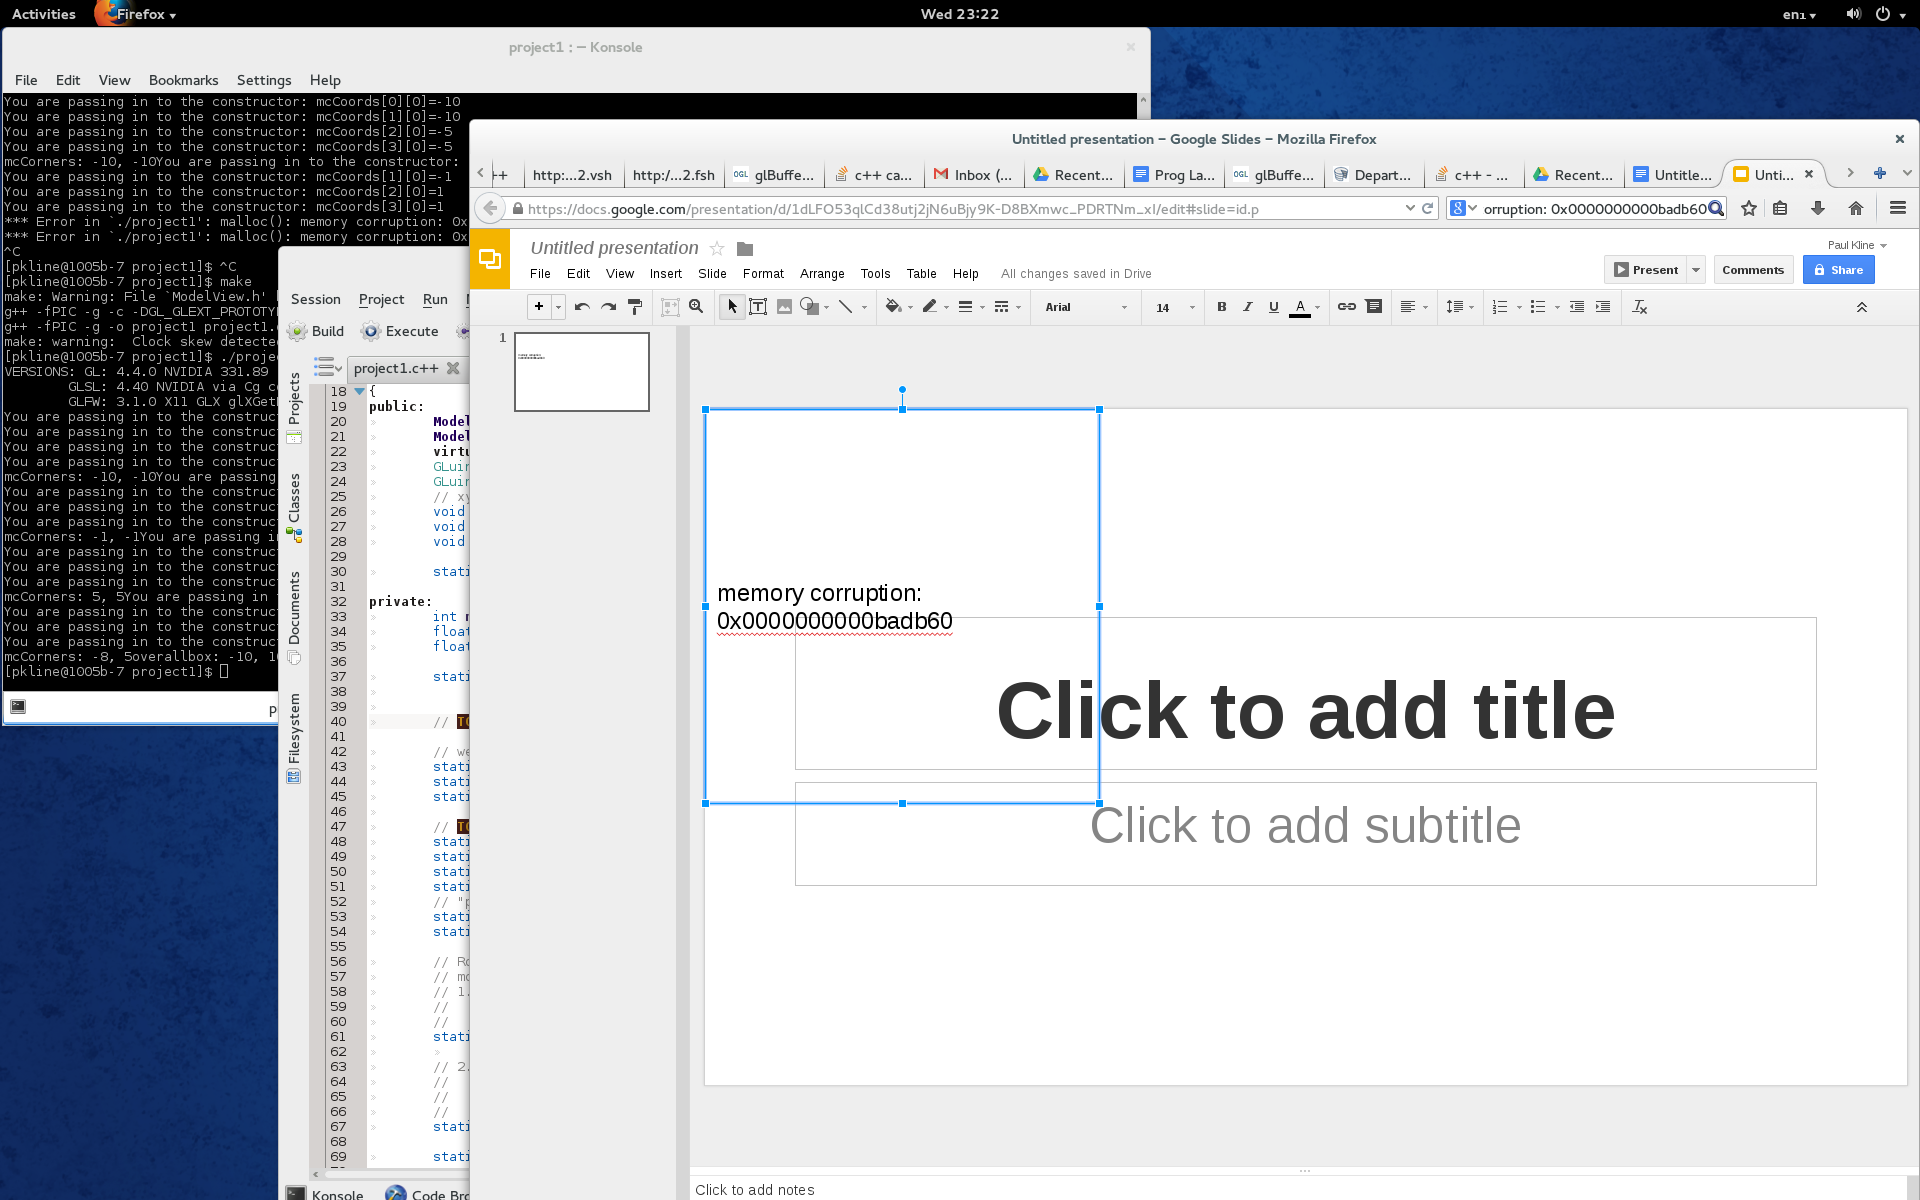 Activities
Firefox
Wed 23:22
project1 : – Konsole
File Edit View Bookmarks Settings Help
You are passing in to the constructor: mcCoords[0][0]=-10
You are passing in to the constructor: mcCoords[1][0]=-10
You are passing in to the constructor: mcCoords[2][0]=-5
You are passing in to the constructor: mcCoords[3][0]=-5
mcCorners: -10, -10You are passing in to the constructor:
You are passing in to the constructor: mcCoords[1][0]=-1
You are passing in to the constructor: mcCoords[2][0]=1
You are passing in to the constructor: mcCoords[3][0]=1
*** Error in `./project1': malloc(): memory corruption: 0x
*** Error in `./project1': malloc(): memory corruption: 0x
^C
[pkline@1005b-7 project1]$ ^C
[pkline@1005b-7 project1]$ make
make: Warning: File `ModelView.h'
g++ -fPIC -g -c -DGL_GLEXT_PROTOTYP
g++ -fPIC -g -o project1 project1.
make: warning:  Clock skew detecte
[pkline@1005b-7 project1]$ ./proje
VERSIONS: GL: 4.4.0 NVIDIA 331.89
GLSL: 4.40 NVIDIA via Cg c
GLFW: 3.1.0 X11 GLX glXGet
You are passing in to the construc
You are passing in to the construc
You are passing in to the construc
You are passing in to the construc
mcCorners: -10, -10You are passing
You are passing in to the construc
You are passing in to the construc
You are passing in to the construc
mcCorners: -1, -1You are passing i
You are passing in to the construc
You are passing in to the construc
You are passing in to the construc
mcCorners: 5, 5You are passing in
You are passing in to the construc
You are passing in to the construc
You are passing in to the construc
mcCorners: -8, 5overallbox: -10, 1
[pkline@1005b-7 project1]$
Session Project Run
Build Execute
project1.c++
Projects
Classes
Documents
Filesystem
18 {
19 public:
20 Model
21 Model
22 virtu
23 GLuin
24 GLuin
25 // xy
26 void
27 void
28 void
29
30 stati
31
32 private:
33 int
34 float
35 float
36
37 stati
38
39
40 // TO
41
42 // we
43 stati
44 stati
45 stati
46
47 // TO
48 stati
49 stati
50 stati
51 stati
52 // "p
53 stati
54 stati
55
56 // Ro
57 // mo
58 // 1.
59 //
60 //
61 stati
62
63 // 2.
64 //
65 //
66 //
67 stati
68
69 stati
Konsole Code Bro
Untitled presentation – Google Slides – Mozilla Firefox
++ http:...2.vsh http:/...2.fsh glBuffe... c++ ca... Inbox (... Recent... Prog La... glBuffe... Depart... c++ - ... Recent... Untitle... Unti...
https://docs.google.com/presentation/d/1dLFO53qlCd38utj2jN6uBjy9K-D8BXmwc_PDRTNm_xI/edit#slide=id.p
orruption: 0x0000000000badb60
Untitled presentation
Paul Kline
File Edit View Insert Slide Format Arrange Tools Table Help All changes saved in Drive
Present Comments Share
Arial 14 B I U A
1
memory corruption:
0x0000000000badb60
Click to add title
Click to add subtitle
Click to add notes